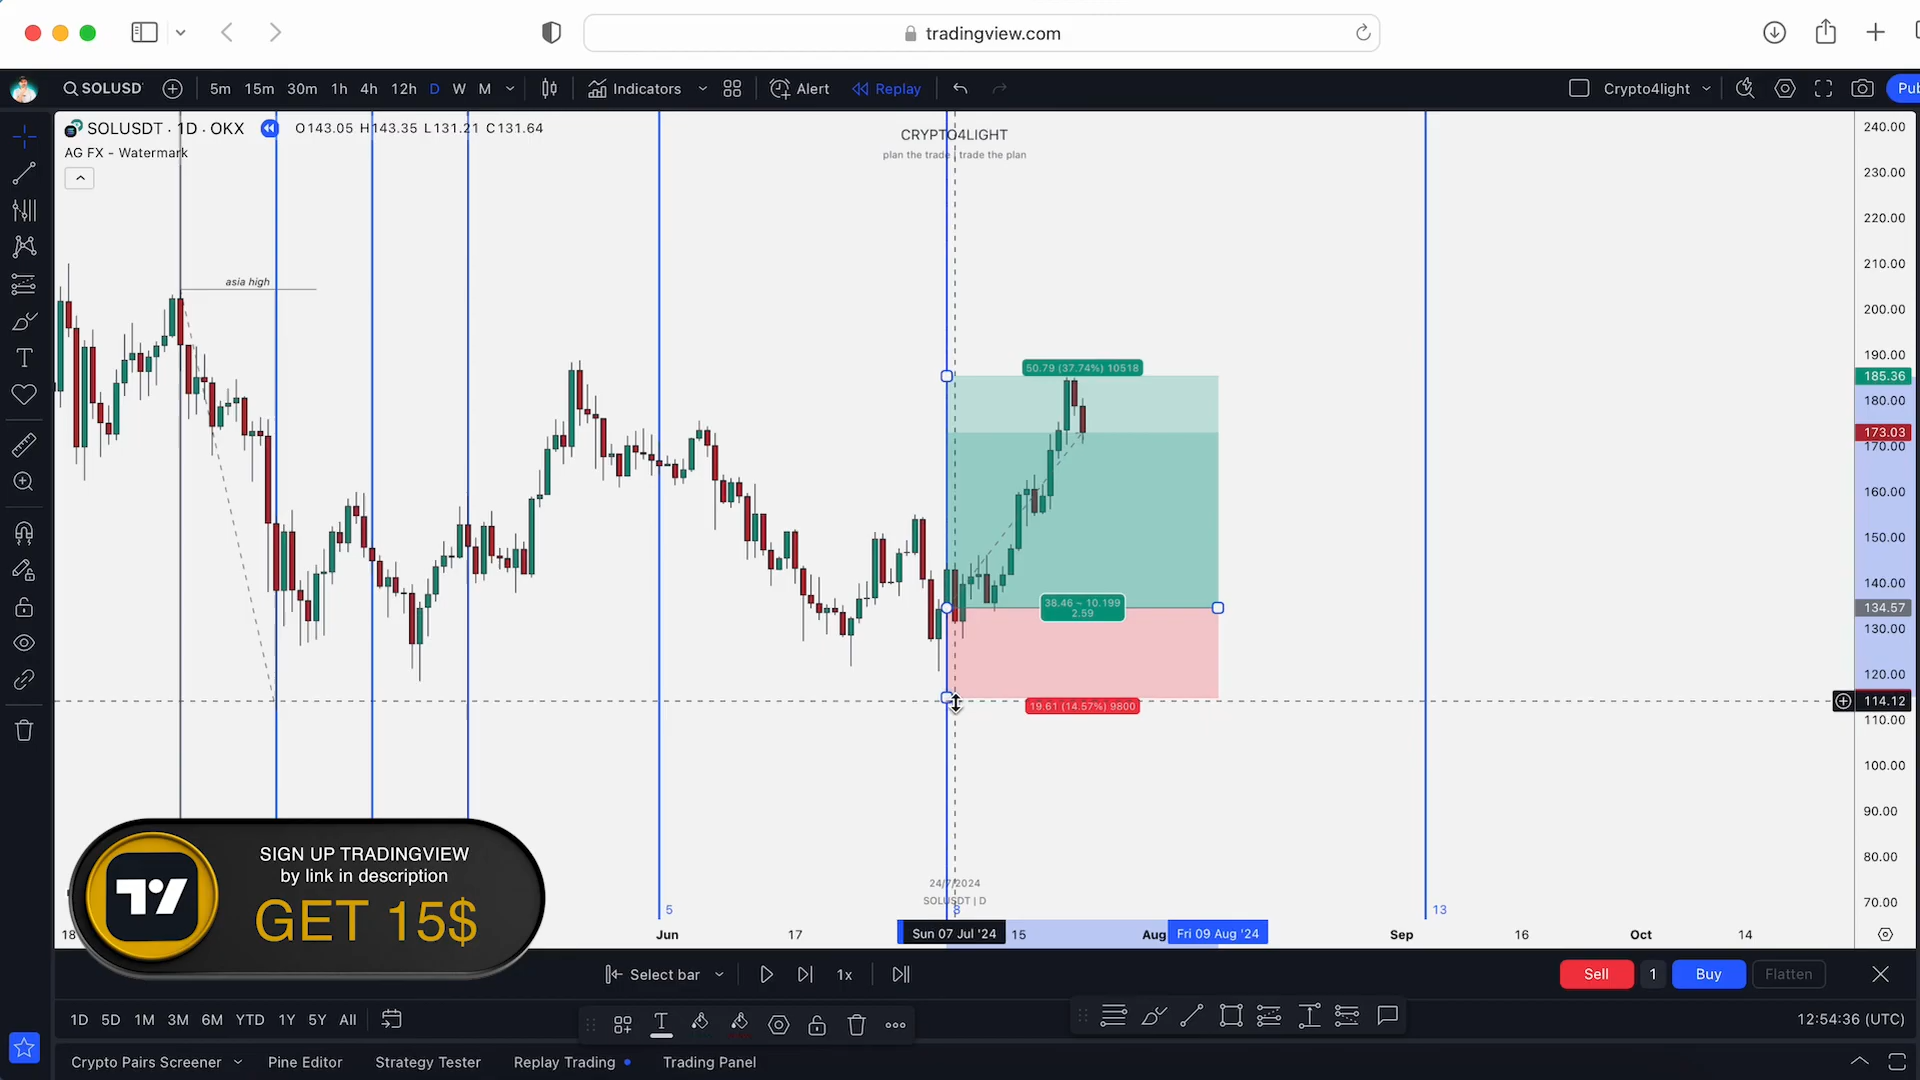 tradingview.com
SOLUSD
5m 15m 30m 1h 4h 12h D W M
Indicators
Alert
Replay
Crypto4light
Pub
SOLUSDT · 1D · OKX
O143.05 H143.35 L131.21 C131.64
AG FX - Watermark
CRYPTO4LIGHT
plan the trade | trade the plan
asia high
50.79 (37.74%) 10518
38.46 ~ 10.199
2.59
19.61 (14.57%) 9800
240.00
230.00
220.00
210.00
200.00
190.00
185.36
180.00
173.03
170.00
160.00
150.00
140.00
134.57
130.00
120.00
114.12
110.00
100.00
90.00
80.00
70.00
24/7/2024
SOLUSDT | D
5
8
13
18
Jun
17
Sun 07 Jul '24
15
Aug
Fri 09 Aug '24
Sep
16
Oct
14
SIGN UP TRADINGVIEW
by link in description
GET 15$
Select bar
1x
Sell
1
Buy
Flatten
1D 5D 1M 3M 6M YTD 1Y 5Y All
12:54:36 (UTC)
Crypto Pairs Screener
Pine Editor
Strategy Tester
Replay Trading
Trading Panel